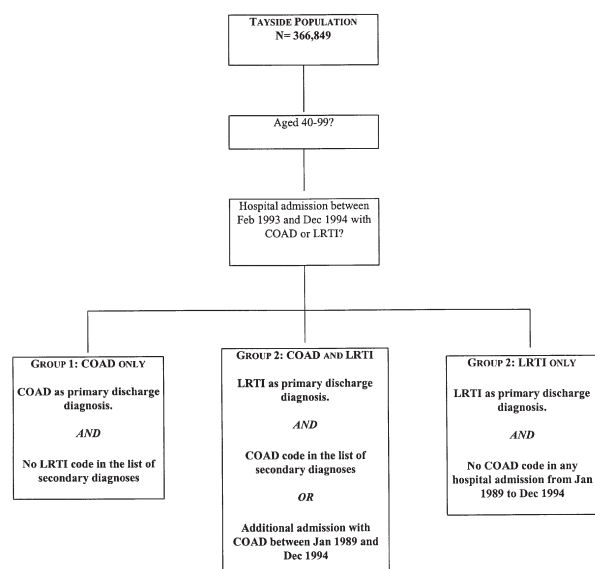 TAYSIDE POPULATION
N= 366,849
Aged 40-99?
Hospital admission between
Feb 1993 and Dec 1994 with
COAD or LRTI?
GROUP 1: COAD ONLY
COAD as primary discharge
diagnosis.
AND
No LRTI code in the list of
secondary diagnoses
GROUP 2: COAD AND LRTI
LRTI as primary discharge
diagnosis.
AND
COAD code in the list of
secondary diagnoses
OR
Additional admission with
COAD between Jan 1989 and
Dec 1994
GROUP 2: LRTI ONLY
LRTI as primary discharge
diagnosis.
AND
No COAD code in any
hospital admission from Jan
1989 to Dec 1994